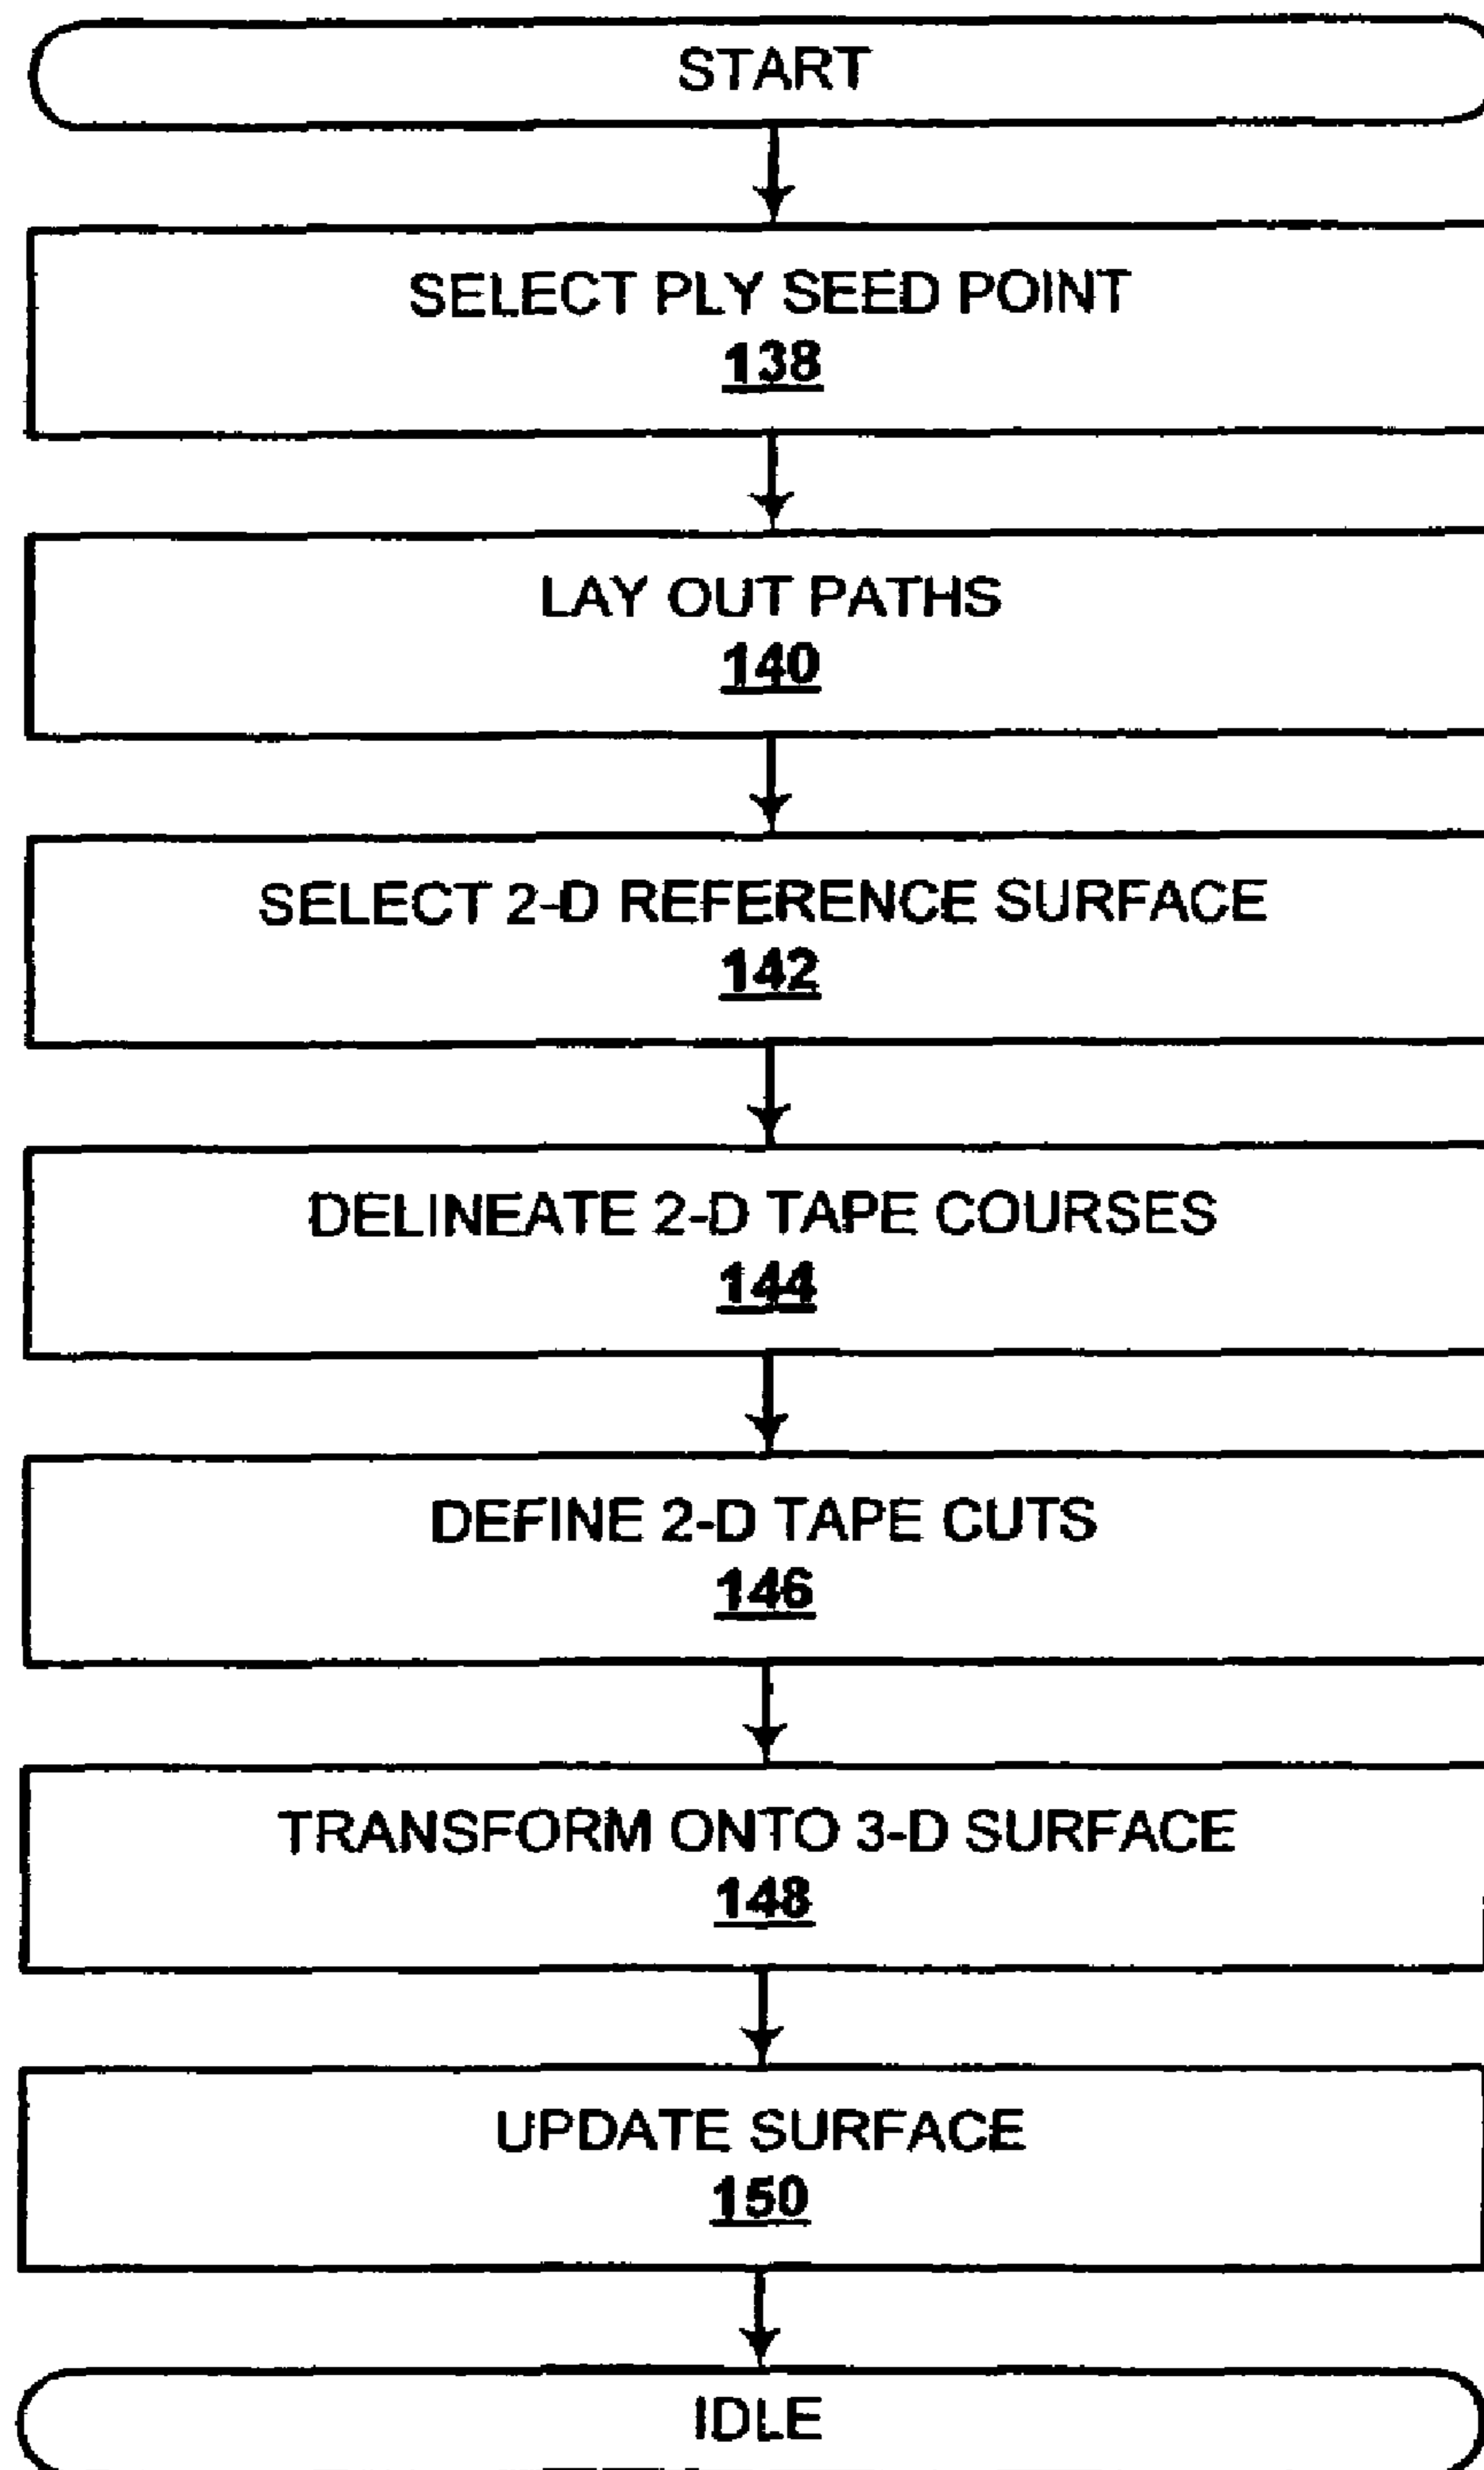 START
SELECT PLY SEED POINT
138
LAY OUT PATHS
140
SELECT 2-D REFERENCE SURFACE
142
DELINEATE 2-D TAPE COURSES
144
DEFINE 2-D TAPE CUTS
146
TRANSFORM ONTO 3-D SURFACE
148
UPDATE SURFACE
150
IDLE